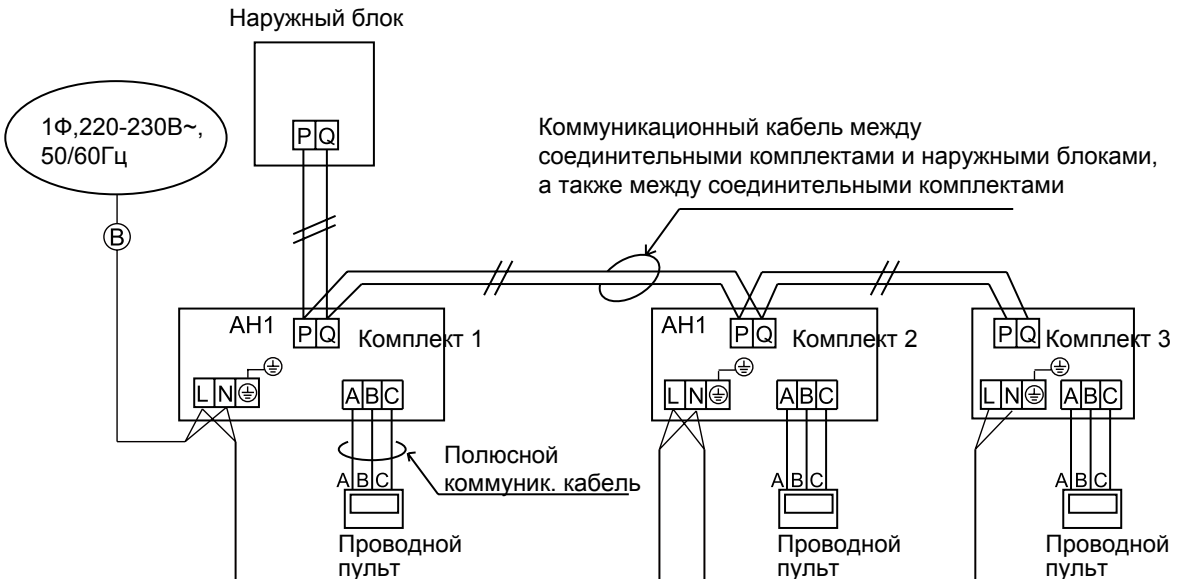 Наружный блок
1Ф,220-230В~,
50/60Гц
P Q
Коммуникационный кабель между
соединительными комплектами и наружными блоками,
а также между соединительными комплектами
B
AH1
P Q
Комплект 1
L N
A B C
AH1
P Q
Комплект 2
L N
A B C
P Q
Комплект 3
L N
A B C
Полюсной
коммуник. кабель
A B C
Проводной
пульт
A B C
Проводной
пульт
A B C
Проводной
пульт